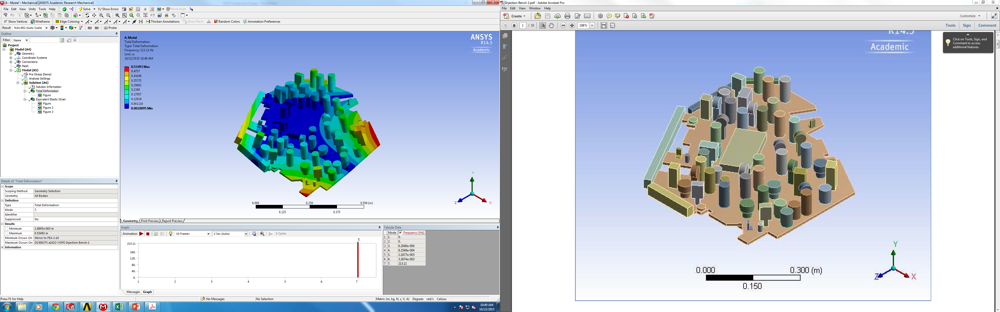 A : Modal - Mechanical [ANSYS Academic Research Mechanical]
File Edit View Units Tools Help Solve ?/ Show Errors Worksheet
Show Vertices Wireframe Edge Coloring Thicken Annotations Show Mesh Random Colors Annotation Preferences
Result 9.6e-002 (Auto Scale) Probe
Outline
Filter: Name
Project
Model (A4)
Geometry
Coordinate Systems
Connections
Mesh
Modal (A5)
Pre-Stress (None)
Analysis Settings
Solution (A6)
Solution Information
Total Deformation
Figure
Equivalent Elastic Strain
Figure
Figure 2
Figure 3
Details of "Total Deformation"
Scope
Scoping Method Geometry Selection
Geometry All Bodies
Definition
Type Total Deformation
Mode 7.
Identifier
Suppressed No
Results
Minimum 1.8895e-003 m
Maximum 0.53493 m
Minimum Occurs On Mirror to FEA 2-10
Maximum Occurs On D1500275 aLIGO VOPO Injection Bench-1
Information
A: Modal
Total Deformation
Type: Total Deformation
Frequency: 213.11 Hz
Unit: m
10/22/2015 10:48 AM
0.53493 Max
0.4757
0.41648
0.35725
0.29802
0.2388
0.17957
0.12034
0.061116
0.0018895 Min
ANSYS
R14.5
Academic
Y
Z
X
0.000 0.250 0.500 (m)
0.125 0.375
Geometry Print Preview Report Preview
Graph
Animation 10 Frames 2 Sec (Auto) 3 Cycles
7.
213.11
160.
120.
80.
40.
0.
1 2 3 4 5 6 7
Messages Graph
Tabular Data
Mode Frequency [Hz]
1 1. 0.
2 2. 0.
3 3. 6.2049e-004
4 4. 8.2549e-004
5 5. 2.1877e-003
6 6. 3.2674e-003
7 7. 213.11
Press F1 for Help No Messages No Selection Metric (m, kg, N, s, V, A) Degrees rad/s Celsius
10:49 AM
10/22/2015
Injection Bench 2.pdf - Adobe Acrobat Pro
File Edit View Window Help
Create Customize
1 / 33 198% Tools Sign Comment
Click on Tools, Sign, and
Comment to access
additional features.
R14.5
Academic
Y
Z
X
0.000 0.300 (m)
0.150